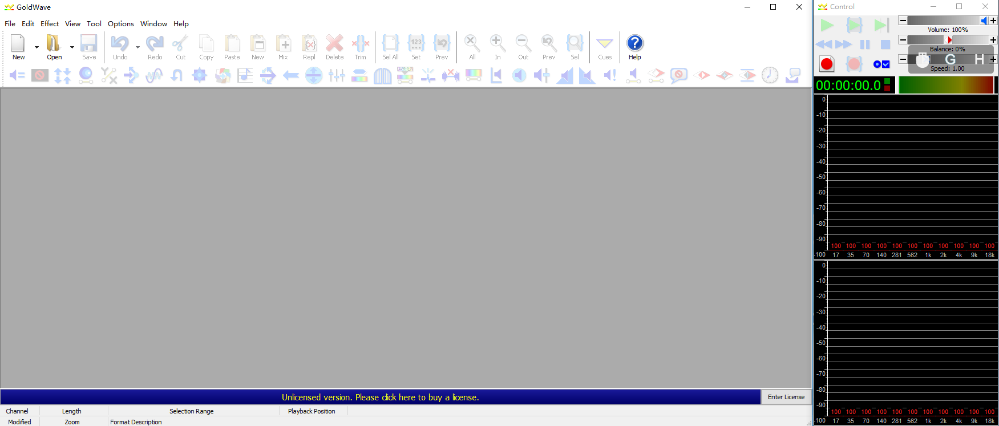 GoldWave
File Edit Effect View Tool Options Window Help
New Open Save Undo Redo Cut Copy Paste New Mix Repl Delete Trim Sel All Set Prev All In Out Prev Sel Cues Help
123
Unlicensed version. Please click here to buy a license.
Enter License
Channel Length Selection Range Playback Position
Modified Zoom Format Description
Control
Volume: 100%
Balance: 0%
G H
Speed: 1.00
00:00:00.0
0
-10
-20
-30
-40
-50
-60
-70
-80
-90
100 100 100 100 100 100 100 100 100 100 100
-100 17 35 70 140 281 562 1k 2k 4k 9k 18k
0
-10
-20
-30
-40
-50
-60
-70
-80
-90
100 100 100 100 100 100 100 100 100 100 100
-100 17 35 70 140 281 562 1k 2k 4k 9k 18k